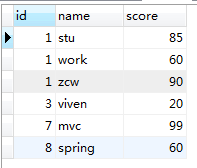 id name score
1 stu 85
1 work 60
1 zcw 90
3 viven 20
7 mvc 99
8 spring 60